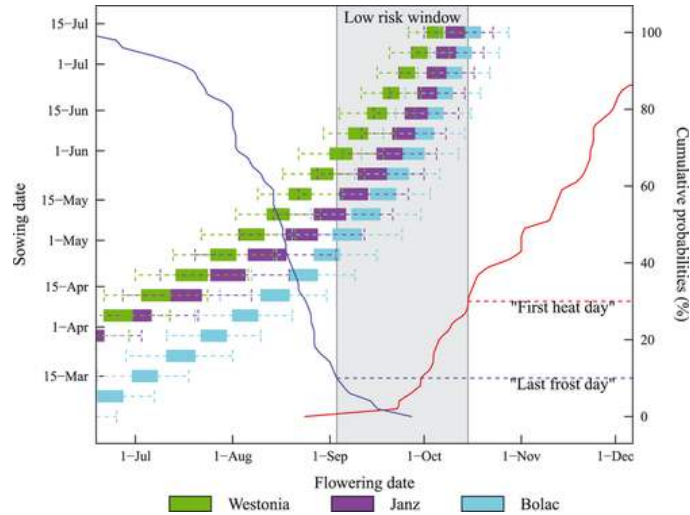 Low risk window
15-Jul
1-Jul
15-Jun
1-Jun
15-May
1-May
15-Apr
1-Apr
15-Mar
Sowing date
100
80
60
40
20
0
Cumulative probabilities (%)
"First heat day"
"Last frost day"
1-Jul 1-Aug 1-Sep 1-Oct 1-Nov 1-Dec
Flowering date
Westonia Janz Bolac